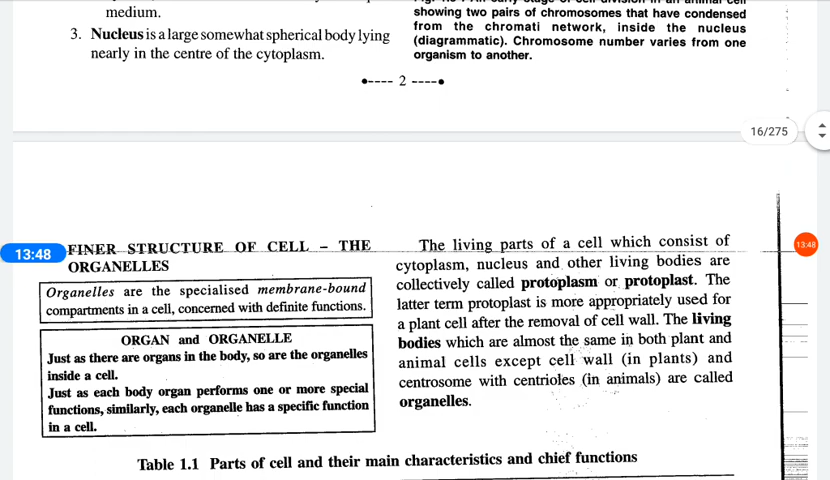 medium.
3. Nucleus is a large somewhat spherical body lying
nearly in the centre of the cytoplasm.
showing two pairs of chromosomes that have condensed
from the chromati network, inside the nucleus
(diagrammatic). Chromosome number varies from one
organism to another.
2
16/275
13:48
FINER STRUCTURE OF CELL – THE
ORGANELLES
Organelles are the specialised membrane-bound
compartments in a cell, concerned with definite functions.
ORGAN and ORGANELLE
Just as there are organs in the body, so are the organelles
inside a cell.
Just as each body organ performs one or more special
functions, similarly, each organelle has a specific function
in a cell.
The living parts of a cell which consist of
cytoplasm, nucleus and other living bodies are
collectively called protoplasm or protoplast. The
latter term protoplast is more appropriately used for
a plant cell after the removal of cell wall. The living
bodies which are almost the same in both plant and
animal cells except cell wall (in plants) and
centrosome with centrioles (in animals) are called
organelles.
13:48
Table 1.1 Parts of cell and their main characteristics and chief functions